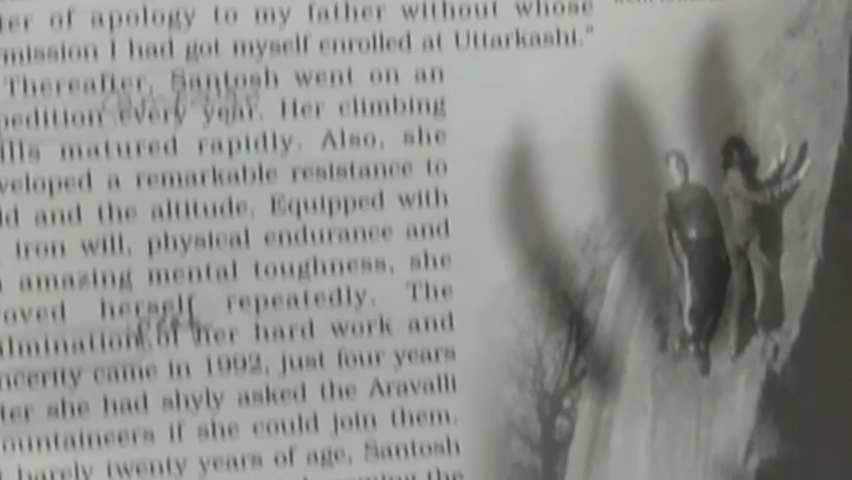 ter of apology to my father without whose
mission I had got myself enrolled at Uttarkashi."
Thereafter, Santosh went on an
pedition every year. Her climbing
ills matured rapidly. Also, she
veloped a remarkable resistance to
ld and the altitude. Equipped with
iron will, physical endurance and
amazing mental toughness, she
oved herself repeatedly. The
lmination of her hard work and
ncerity came in 1992, just four years
ter she had shyly asked the Aravalli
ountaineers if she could join them.
barely twenty years of age, Santosh
the